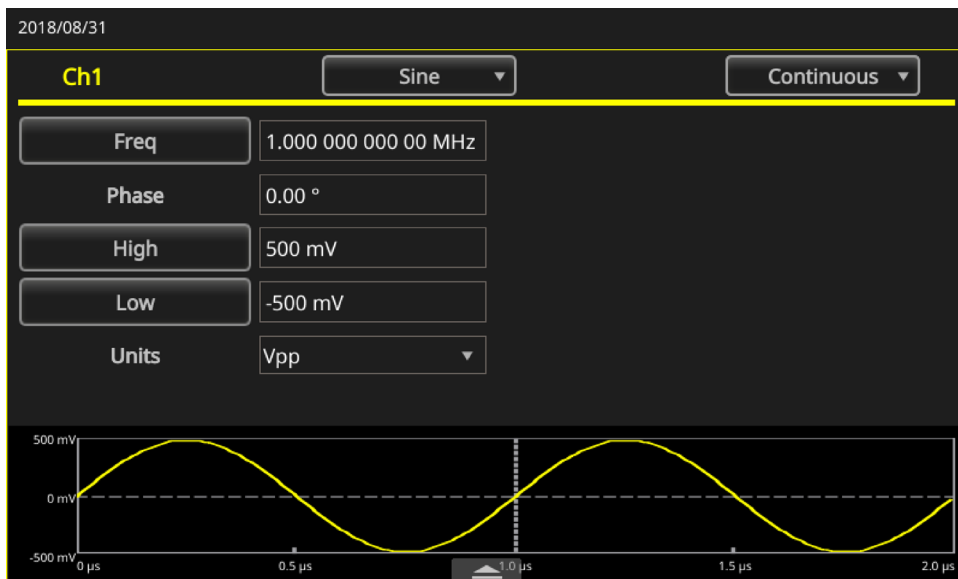 2018/08/31
Ch1 Sine Continuous
Freq 1.000 000 000 00 MHz
Phase 0.00 °
High 500 mV
Low -500 mV
Units Vpp
500 mV
0 mV
-500 mV
0 µs 0.5 µs 1.0 µs 1.5 µs 2.0 µs